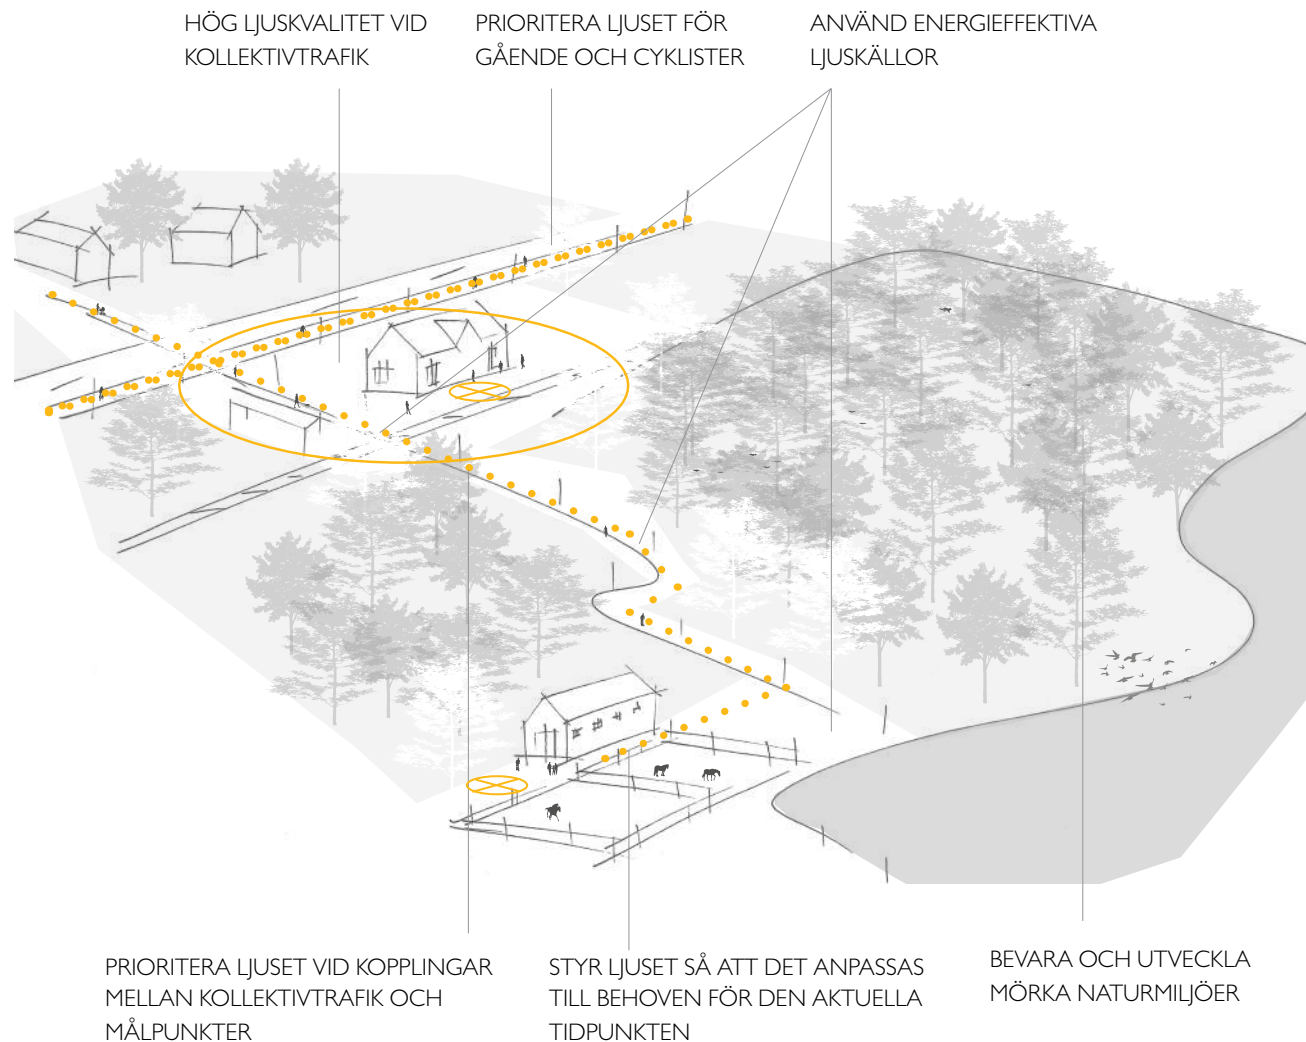 HÖG LJUSKVALITET VID
KOLLEKTIVTRAFIK
PRIORITERA LJUSET FÖR
GÅENDE OCH CYKLISTER
ANVÄND ENERGIEFFEKTIVA
LJUSKÄLLOR
PRIORITERA LJUSET VID KOPPLINGAR
MELLAN KOLLEKTIVTRAFIK OCH
MÅLPUNKTER
STYR LJUSET SÅ ATT DET ANPASSAS
TILL BEHOVEN FÖR DEN AKTUELLA
TIDPUNKTEN
BEVARA OCH UTVECKLA
MÖRKA NATURMILJÖER